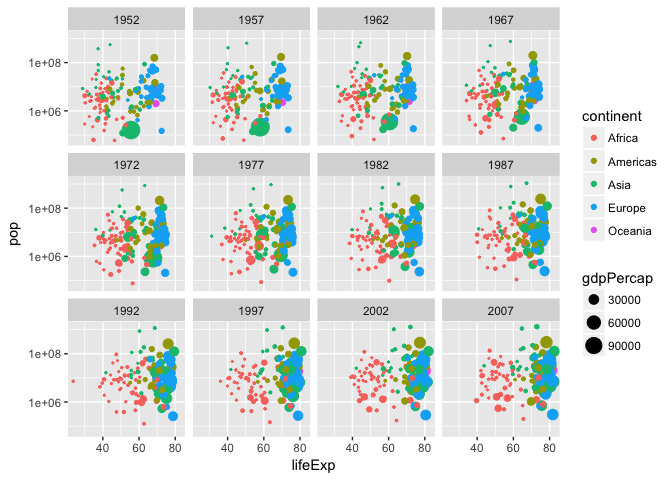 1952 1957 1962 1967
1e+08
1e+06
1972 1977 1982 1987
1e+08
1e+06
1992 1997 2002 2007
1e+08
1e+06
40 60 80 40 60 80 40 60 80 40 60 80
lifeExp
pop
continent
Africa
Americas
Asia
Europe
Oceania
gdpPercap
30000
60000
90000